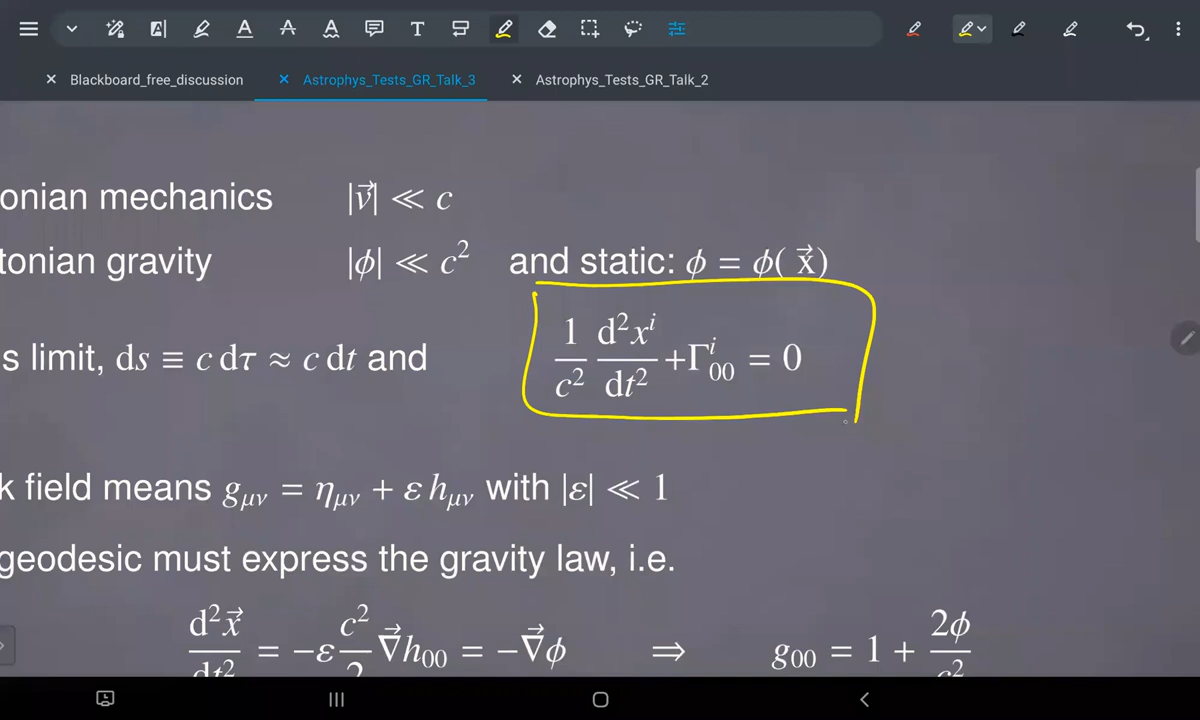 Blackboard_free_discussion Astrophys_Tests_GR_Talk_3 Astrophys_Tests_GR_Talk_2
onian mechanics |v⃗| ≪ c
tonian gravity |ϕ| ≪ c² and static: ϕ = ϕ( x⃗)
s limit, ds ≡ c dτ ≈ c dt and 1/c² d²xⁱ/dt² + Γⁱ₀₀ = 0
k field means g_μν = η_μν + ε h_μν with |ε| ≪ 1
geodesic must express the gravity law, i.e.
d²x⃗/dt² = −ε c²/2 ∇⃗h₀₀ = −∇⃗ϕ ⇒ g₀₀ = 1 + 2ϕ/c²